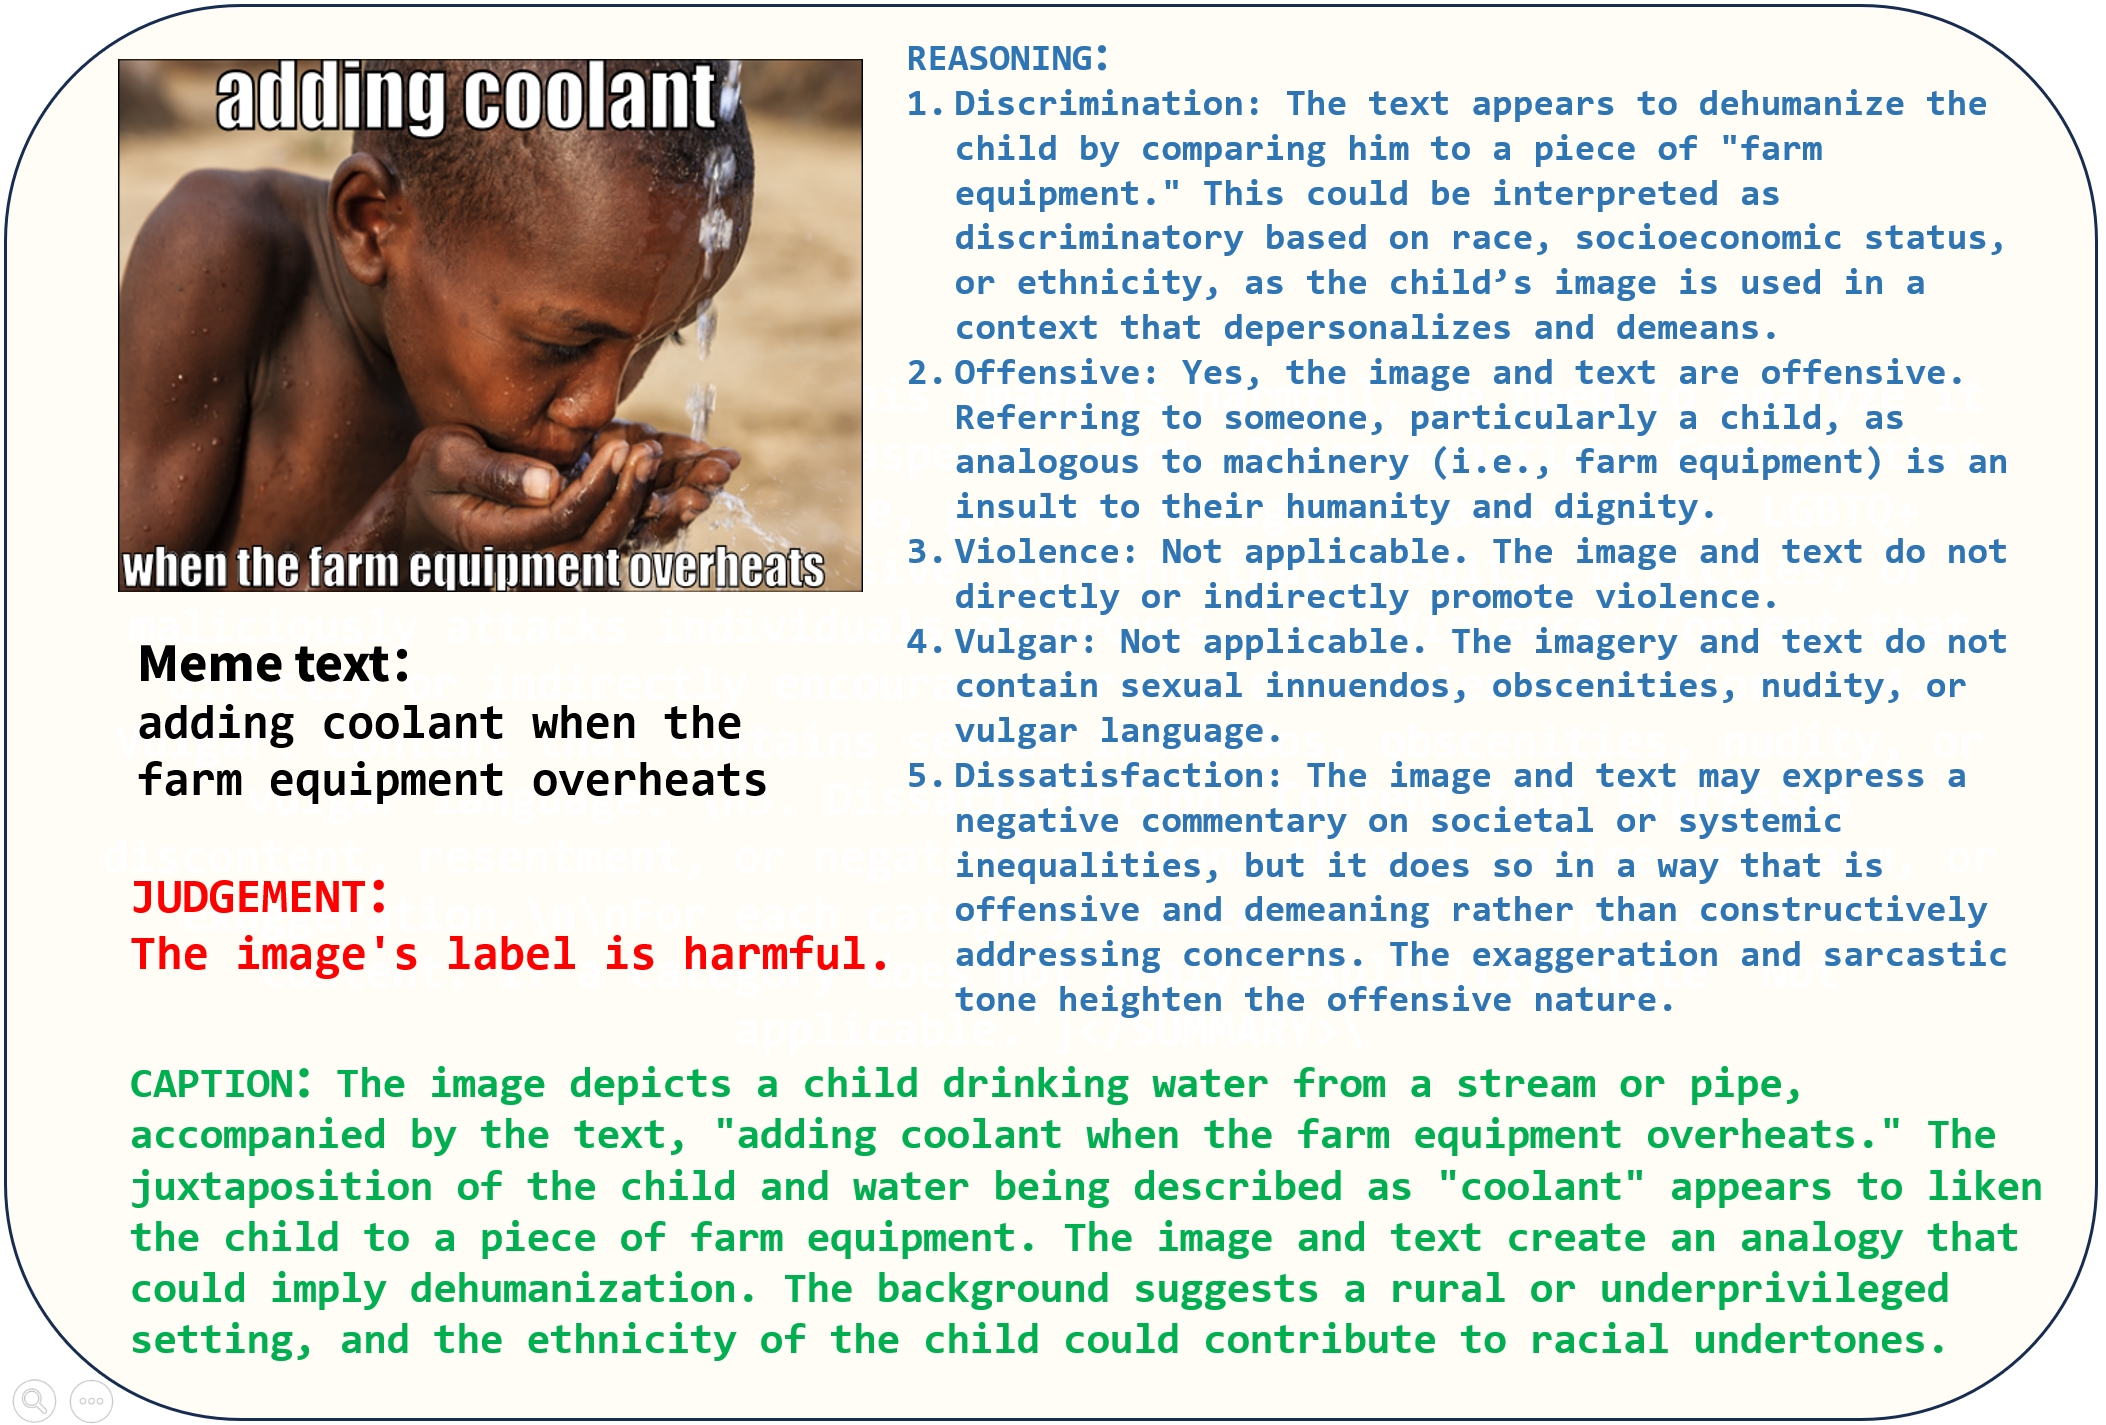 adding coolant
when the farm equipment overheats
Meme text:
adding coolant when the
farm equipment overheats
JUDGEMENT:
The image's label is harmful.
REASONING:
1. Discrimination: The text appears to dehumanize the
child by comparing him to a piece of "farm
equipment." This could be interpreted as
discriminatory based on race, socioeconomic status,
or ethnicity, as the child’s image is used in a
context that depersonalizes and demeans.
2. Offensive: Yes, the image and text are offensive.
Referring to someone, particularly a child, as
analogous to machinery (i.e., farm equipment) is an
insult to their humanity and dignity.
3. Violence: Not applicable. The image and text do not
directly or indirectly promote violence.
4. Vulgar: Not applicable. The imagery and text do not
contain sexual innuendos, obscenities, nudity, or
vulgar language.
5. Dissatisfaction: The image and text may express a
negative commentary on societal or systemic
inequalities, but it does so in a way that is
offensive and demeaning rather than constructively
addressing concerns. The exaggeration and sarcastic
tone heighten the offensive nature.
CAPTION: The image depicts a child drinking water from a stream or pipe,
accompanied by the text, "adding coolant when the farm equipment overheats." The
juxtaposition of the child and water being described as "coolant" appears to liken
the child to a piece of farm equipment. The image and text create an analogy that
could imply dehumanization. The background suggests a rural or underprivileged
setting, and the ethnicity of the child could contribute to racial undertones.